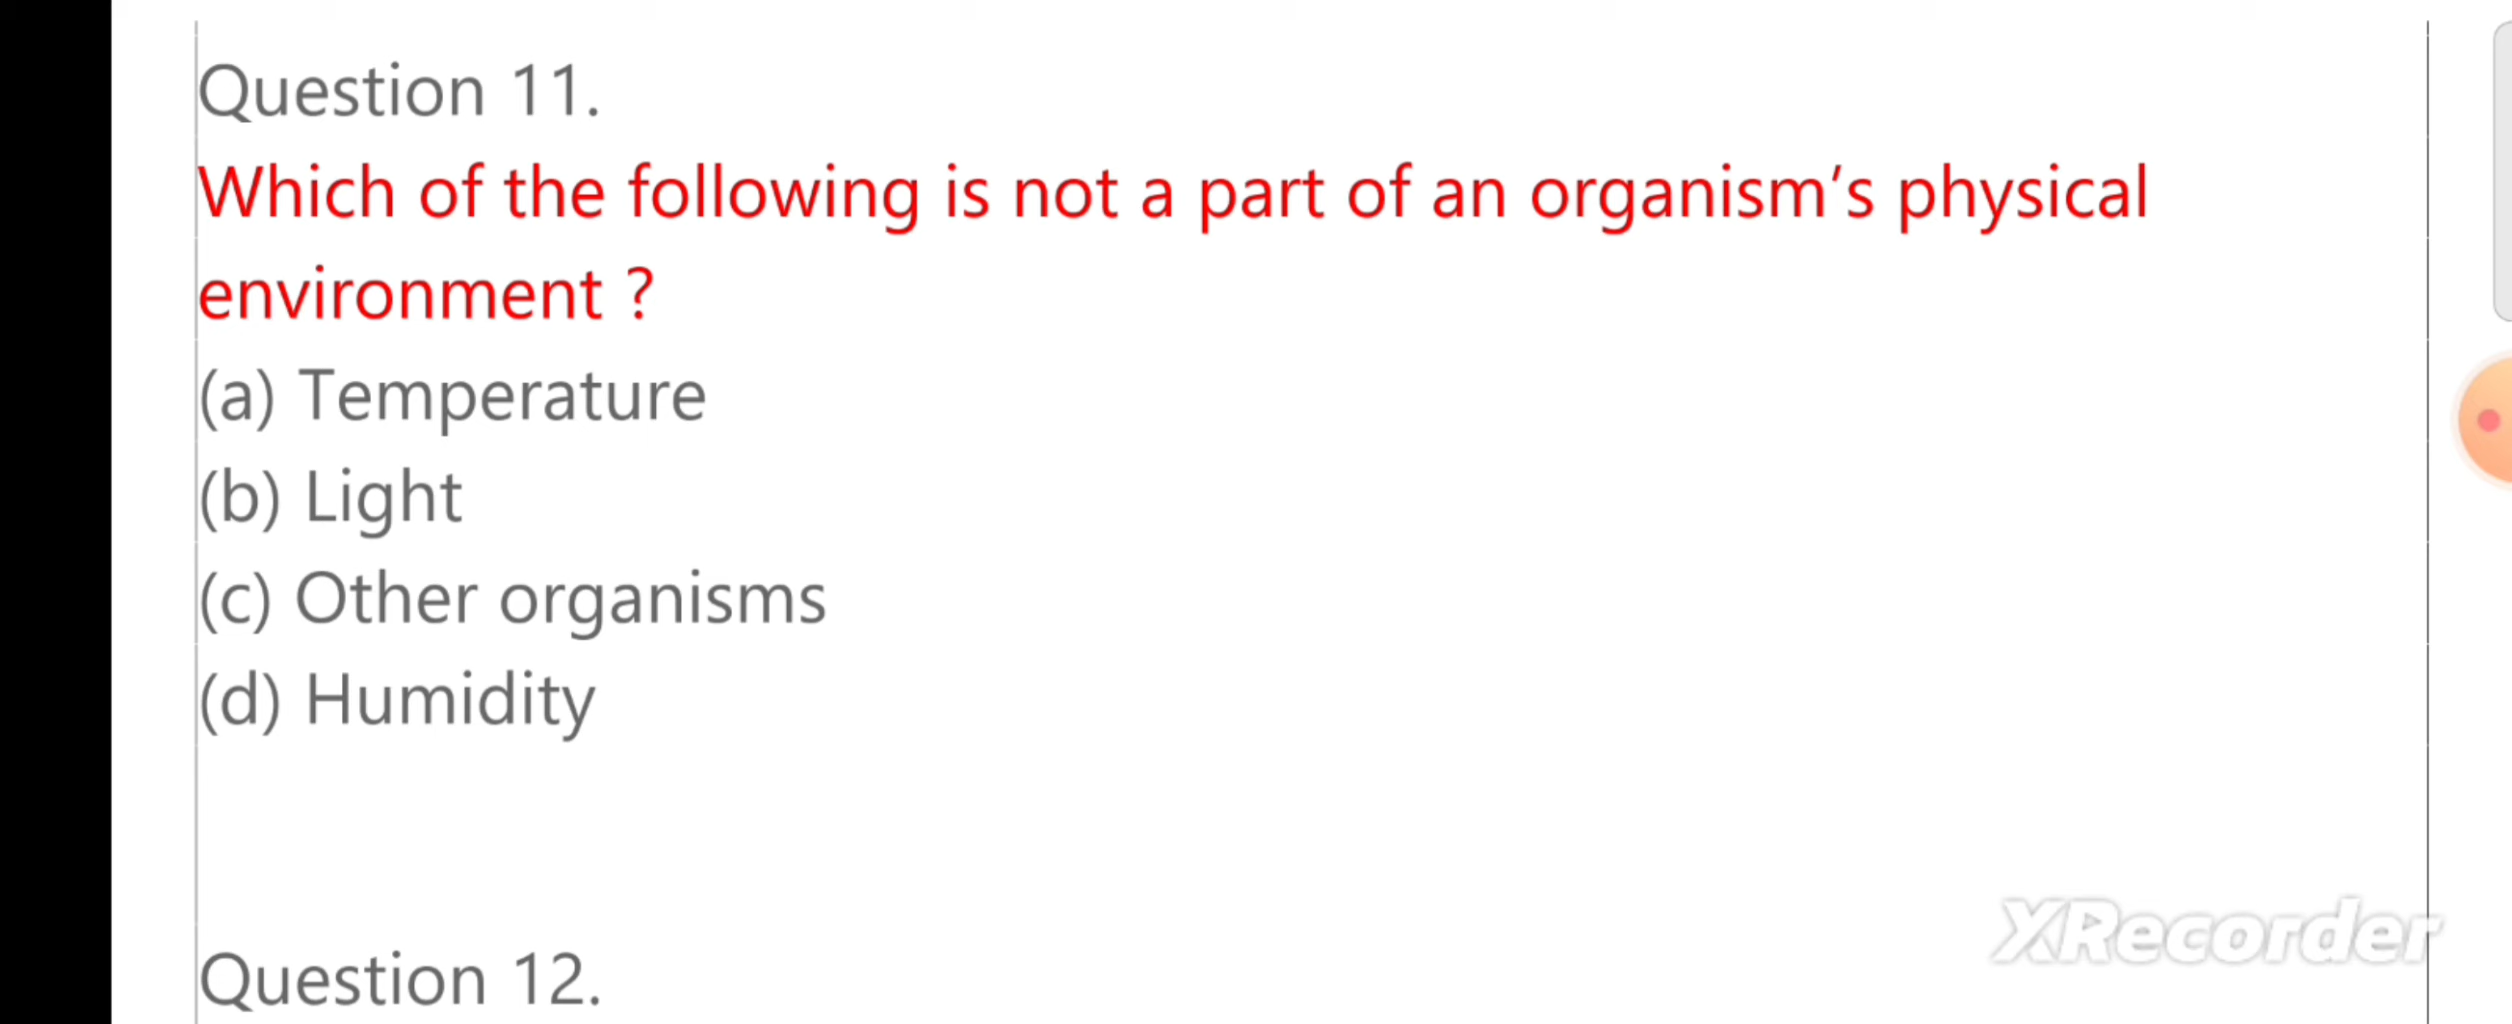 Question 11.
Which of the following is not a part of an organism’s physical
environment ?
(a) Temperature
(b) Light
(c) Other organisms
(d) Humidity
XRecorder
Question 12.